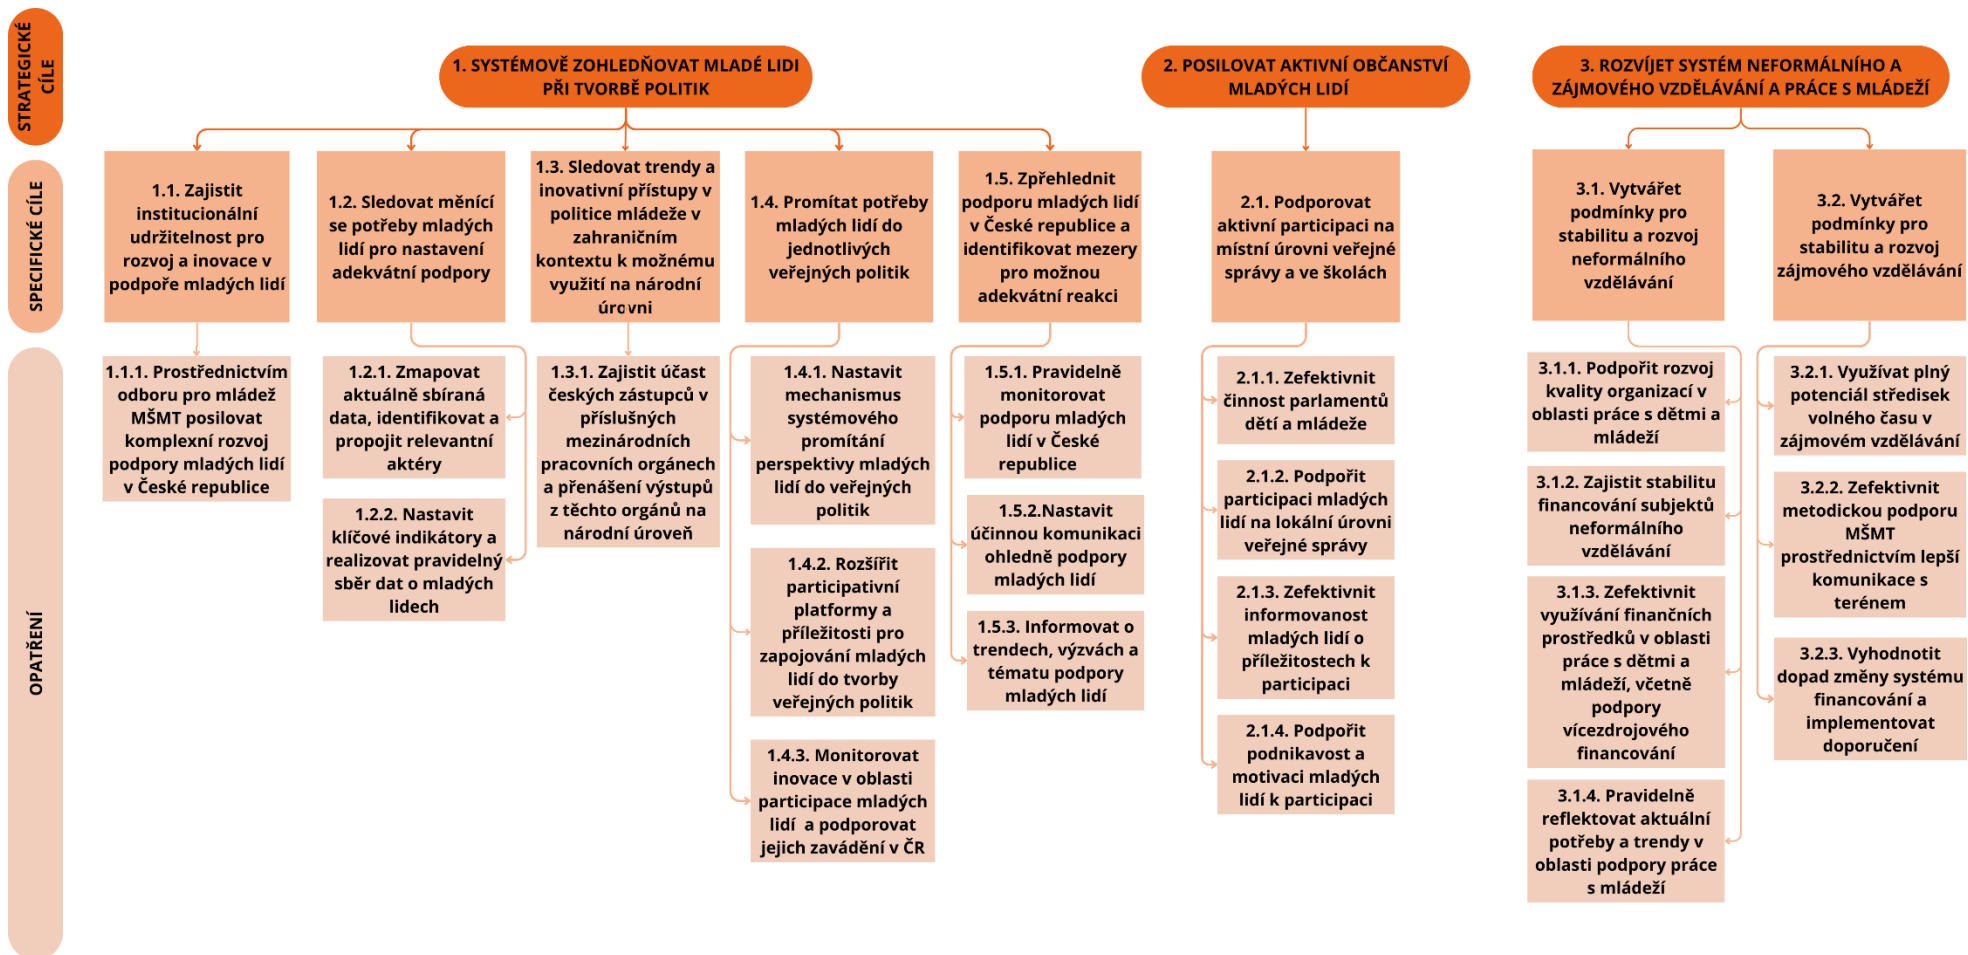 STRATEGICKÉ
CÍLE
1. SYSTÉMOVĚ ZOHLEDŇOVAT MLADÉ LIDI
PŘI TVORBĚ POLITIK
2. POSILOVAT AKTIVNÍ OBČANSTVÍ
MLADÝCH LIDÍ
3. ROZVÍJET SYSTÉM NEFORMÁLNÍHO A
ZÁJMOVÉHO VZDĚLÁVÁNÍ A PRÁCE S MLÁDEŽÍ
SPECIFICKÉ CÍLE
1.1. Zajistit
institucionální
udržitelnost pro
rozvoj a inovace v
podpoře mladých lidí
1.2. Sledovat měnící
se potřeby mladých
lidí pro nastavení
adekvátní podpory
1.3. Sledovat trendy a
inovativní přístupy v
politice mládeže v
zahraničním
kontextu k možnému
využití na národní
úrovni
1.4. Promítat potřeby
mladých lidí do
jednotlivých
veřejných politik
1.5. Zpřehlednit
podporu mladých lidí
v České republice a
identifikovat mezery
pro možnou
adekvátní reakci
2.1. Podporovat
aktivní participaci na
místní úrovni veřejné
správy a ve školách
3.1. Vytvářet
podmínky pro
stabilitu a rozvoj
neformálního
vzdělávání
3.2. Vytvářet
podmínky pro
stabilitu a rozvoj
zájmového vzdělávání
OPATŘENÍ
1.1.1. Prostřednictvím
odboru pro mládež
MŠMT posilovat
komplexní rozvoj
podpory mladých lidí
v České republice
1.2.1. Zmapovat
aktuálně sbíraná
data, identifikovat a
propojit relevantní
aktéry
1.2.2. Nastavit
klíčové indikátory a
realizovat pravidelný
sběr dat o mladých
lidech
1.3.1. Zajistit účast
českých zástupců v
příslušných
mezinárodních
pracovních orgánech
a přenášení výstupů
z těchto orgánů na
národní úroveň
1.4.1. Nastavit
mechanismus
systémového
promítání
perspektivy mladých
lidí do veřejných
politik
1.4.2. Rozšířit
participativní
platformy a
příležitosti pro
zapojování mladých
lidí do tvorby
veřejných politik
1.4.3. Monitorovat
inovace v oblasti
participace mladých
lidí a podporovat
jejich zavádění v ČR
1.5.1. Pravidelně
monitorovat
podporu mladých
lidí v České
republice
1.5.2.Nastavit
účinnou komunikaci
ohledně podpory
mladých lidí
1.5.3. Informovat o
trendech, výzvách a
tématu podpory
mladých lidí
2.1.1. Zefektivnit
činnost parlamentů
dětí a mládeže
2.1.2. Podpořit
participaci mladých
lidí na lokální úrovni
veřejné správy
2.1.3. Zefektivnit
informovanost
mladých lidí o
příležitostech k
participaci
2.1.4. Podpořit
podnikavost a
motivaci mladých
lidí k participaci
3.1.1. Podpořit rozvoj
kvality organizací v
oblasti práce s dětmi a
mládeží
3.1.2. Zajistit stabilitu
financování subjektů
neformálního
vzdělávání
3.1.3. Zefektivnit
využívání finančních
prostředků v oblasti
práce s dětmi a
mládeží, včetně
podpory
vícezdrojového
financování
3.1.4. Pravidelně
reflektovat aktuální
potřeby a trendy v
oblasti podpory práce
s mládeží
3.2.1. Využívat plný
potenciál středisek
volného času v
zájmovém vzdělávání
3.2.2. Zefektivnit
metodickou podporu
MŠMT
prostřednictvím lepší
komunikace s
terénem
3.2.3. Vyhodnotit
dopad změny systému
financování a
implementovat
doporučení